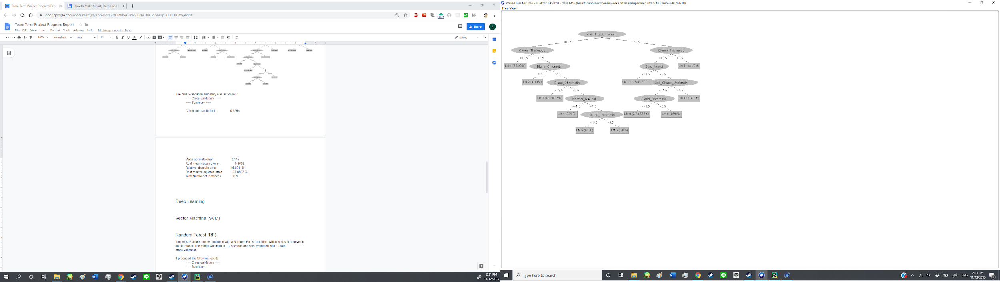 Team Term Project Progress Repo
How to Make Smart, Dumb and
docs.google.com/document/d/1hp-KdrT7rtHWd5A6InRVIH1AHhCldrVwTp36B0LksWo/edit#
BETA
NP
Team Term Project Progress Report
File Edit View Insert Format Tools Add-ons Help All changes saved in Drive
Share
E
100% Normal text Arial 11 B I U A Editing
The cross-validation summary was as follows:
=== Cross-validation ===
=== Summary ===
Correlation coefficient 0.9254
Mean absolute error 0.145
Root mean squared error 0.3605
Relative absolute error 16.021 %
Root relative squared error 37.8587 %
Total Number of Instances 699
Deep Learning
Vector Machine (SVM)
Random Forest (RF)
The WekaExplorer comes equipped with a Random Forest algorithm which we used to develop
an RF model. The model was built in .32 seconds and was evaluated with 10-fold
cross-validation.
It produced the following results:
=== Cross-validation ===
=== Summary ===
2:21 PM
11/12/2019
Weka Classifier Tree Visualizer: 14:20:50 - trees.M5P (breast-cancer-wisconsin-weka.filters.unsupervised.attribute.Remove-R1,5-6,10)
Tree View
Cell_Size_Uniformity
<=1.5 >1.5
Clump_Thickness Clump_Thickness
<=3.5 >3.5 <=8.5 >8.5
LM 1 (252/0%) Bland_Chromatin Bare_Nuclei LM 11 (81/0%)
<=1.5 >1.5 <=8.5 >8.5
LM 2 (41/0%) Bland_Chromatin LM 7 (138/67.60 Cell_Shape_Uniformity
<=2.5 >2.5 <=4.5 >4.5
LM 3 (48/30.05%) Normal_Nucleoli Bland_Chromatin LM 10 (74/0%)
<=1.5 >1.5 <=3.5 >3.5
LM 4 (32/0%) Clump_Thickness LM 8 (7/73.555%) LM 9 (15/0%)
<=5.5 >5.5
LM 5 (8/0%) LM 6 (3/0%)
Type here to search
ENG
2:21 PM
11/12/2019
2